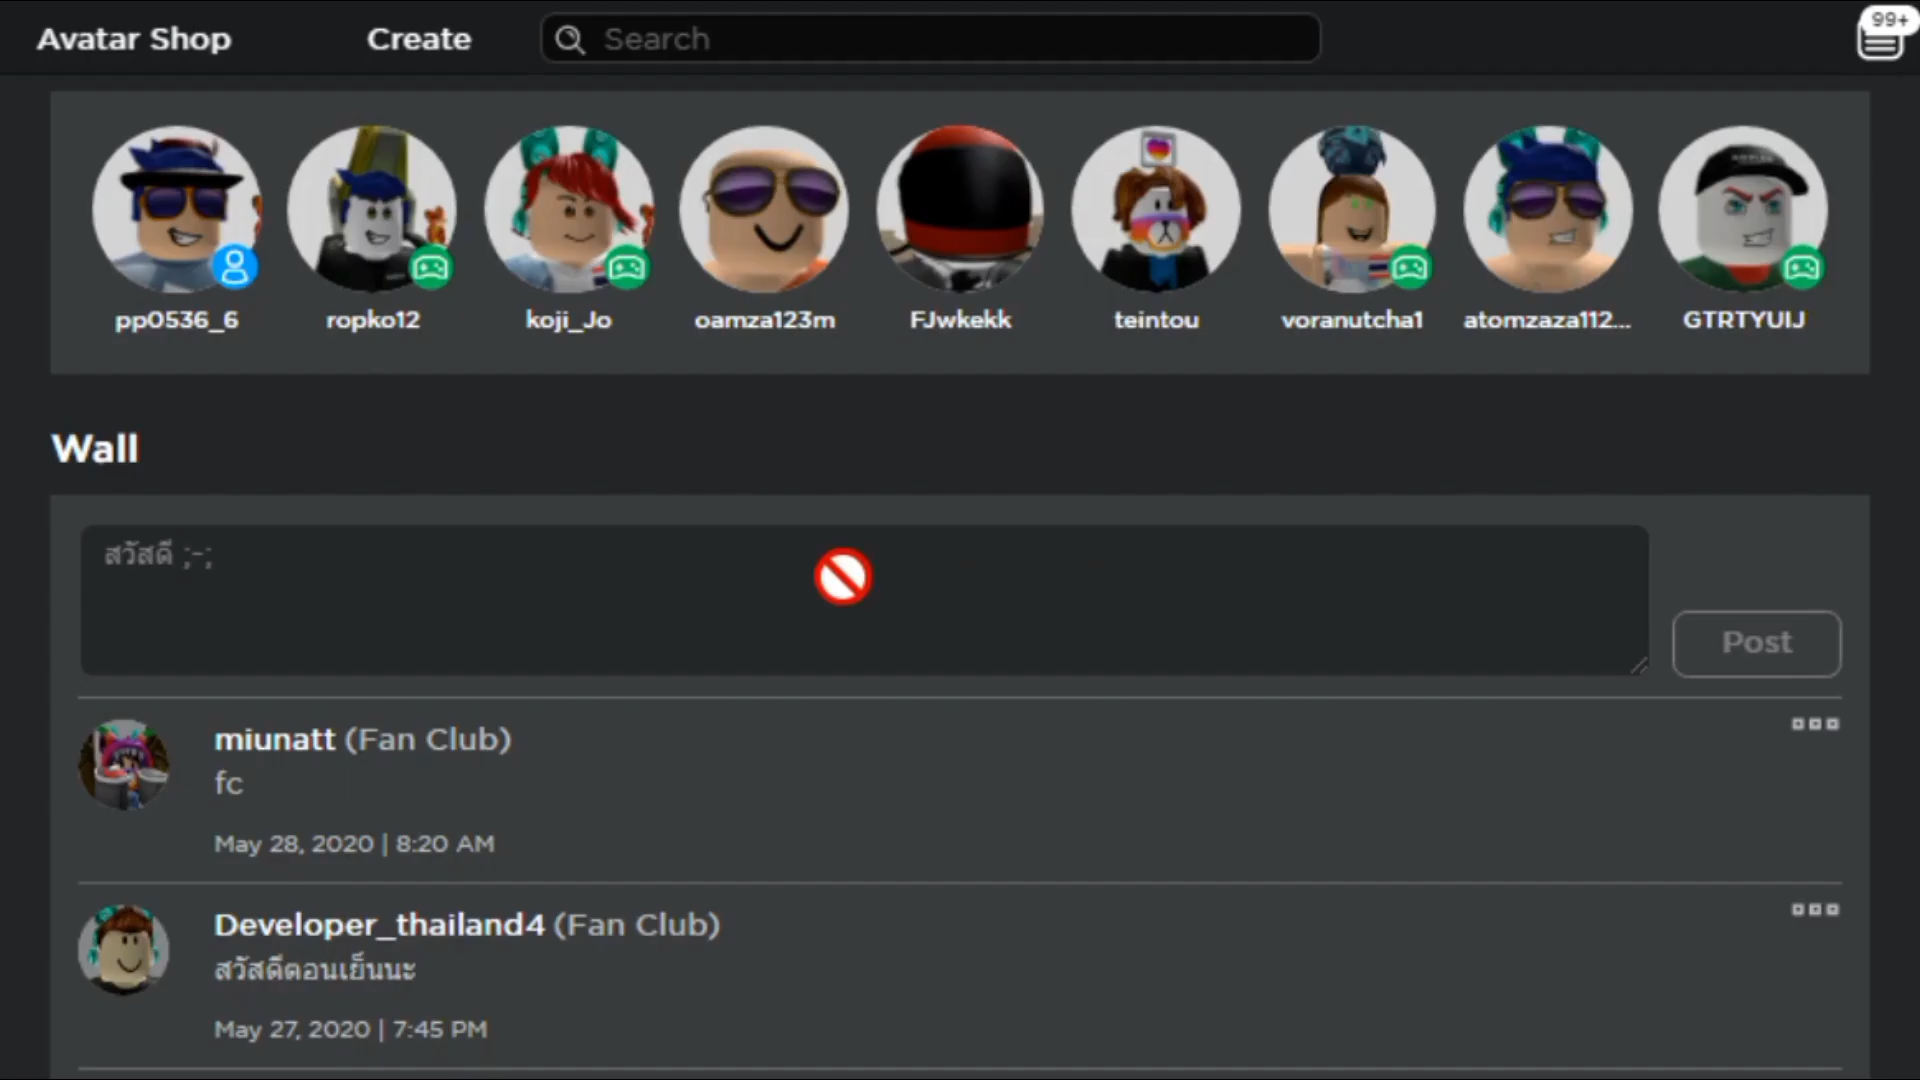 Avatar Shop
Create
Search
99+
pp0536_6
ropko12
koji_Jo
oamza123m
FJwkekk
teintou
voranutcha1
atomzaza112...
GTRTYUIJ
Wall
สวัสดี ;-;
Post
miunatt (Fan Club)
fc
May 28, 2020 | 8:20 AM
Developer_thailand4 (Fan Club)
สวัสดีตอนเย็นนะ
May 27, 2020 | 7:45 PM